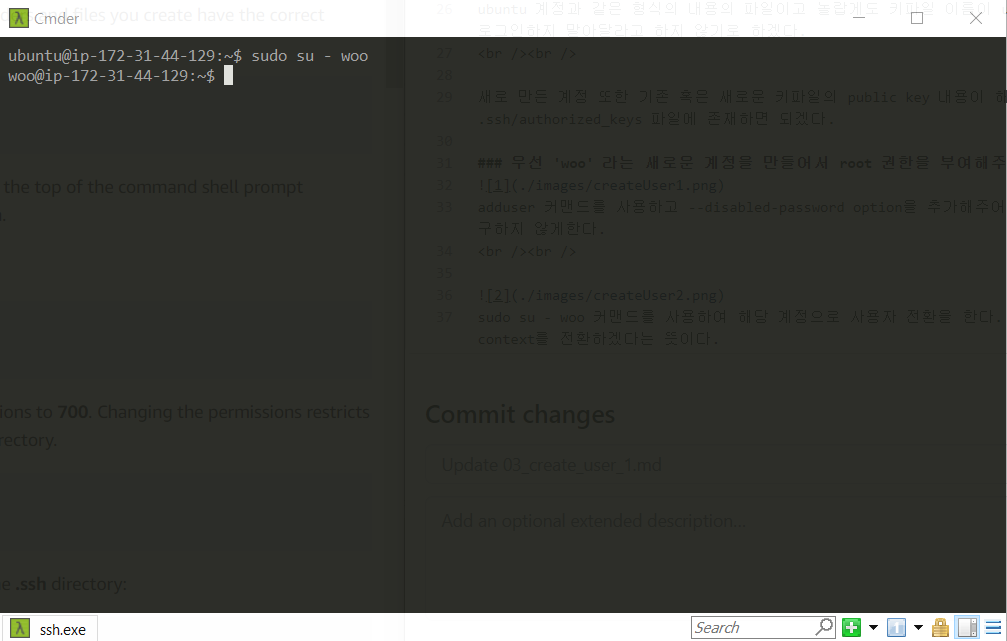 and files you create have the correct
Cmder
ubuntu@ip-172-31-44-129:~$ sudo su - woo
woo@ip-172-31-44-129:~$
the top of the command shell prompt
ions to 700. Changing the permissions restricts
rectory.
e .ssh directory:
26 ubuntu 계정과 같은 형식의 내용의 파일이고 놀랍게도 키파일 이름이
로그인하지 말아달라고 하지 않기로 하겠다.
27 <br /><br />
28
29 새로 만든 계정 또한 기존 혹은 새로운 키파일의 public key 내용이 해
.ssh/authorized_keys 파일에 존재하면 되겠다.
30
31 ### 우선 'woo' 라는 새로운 계정을 만들어서 root 권한을 부여해주
32 ![1](./images/createUser1.png)
33 adduser 커맨드를 사용하고 --disabled-password option을 추가해주어
구하지 않게한다.
34 <br /><br />
35
36 ![2](./images/createUser2.png)
37 sudo su - woo 커맨드를 사용하여 해당 계정으로 사용자 전환을 한다.
context를 전환하겠다는 뜻이다.
Commit changes
Update 03_create_user_1.md
Add an optional extended description...
ssh.exe
Search